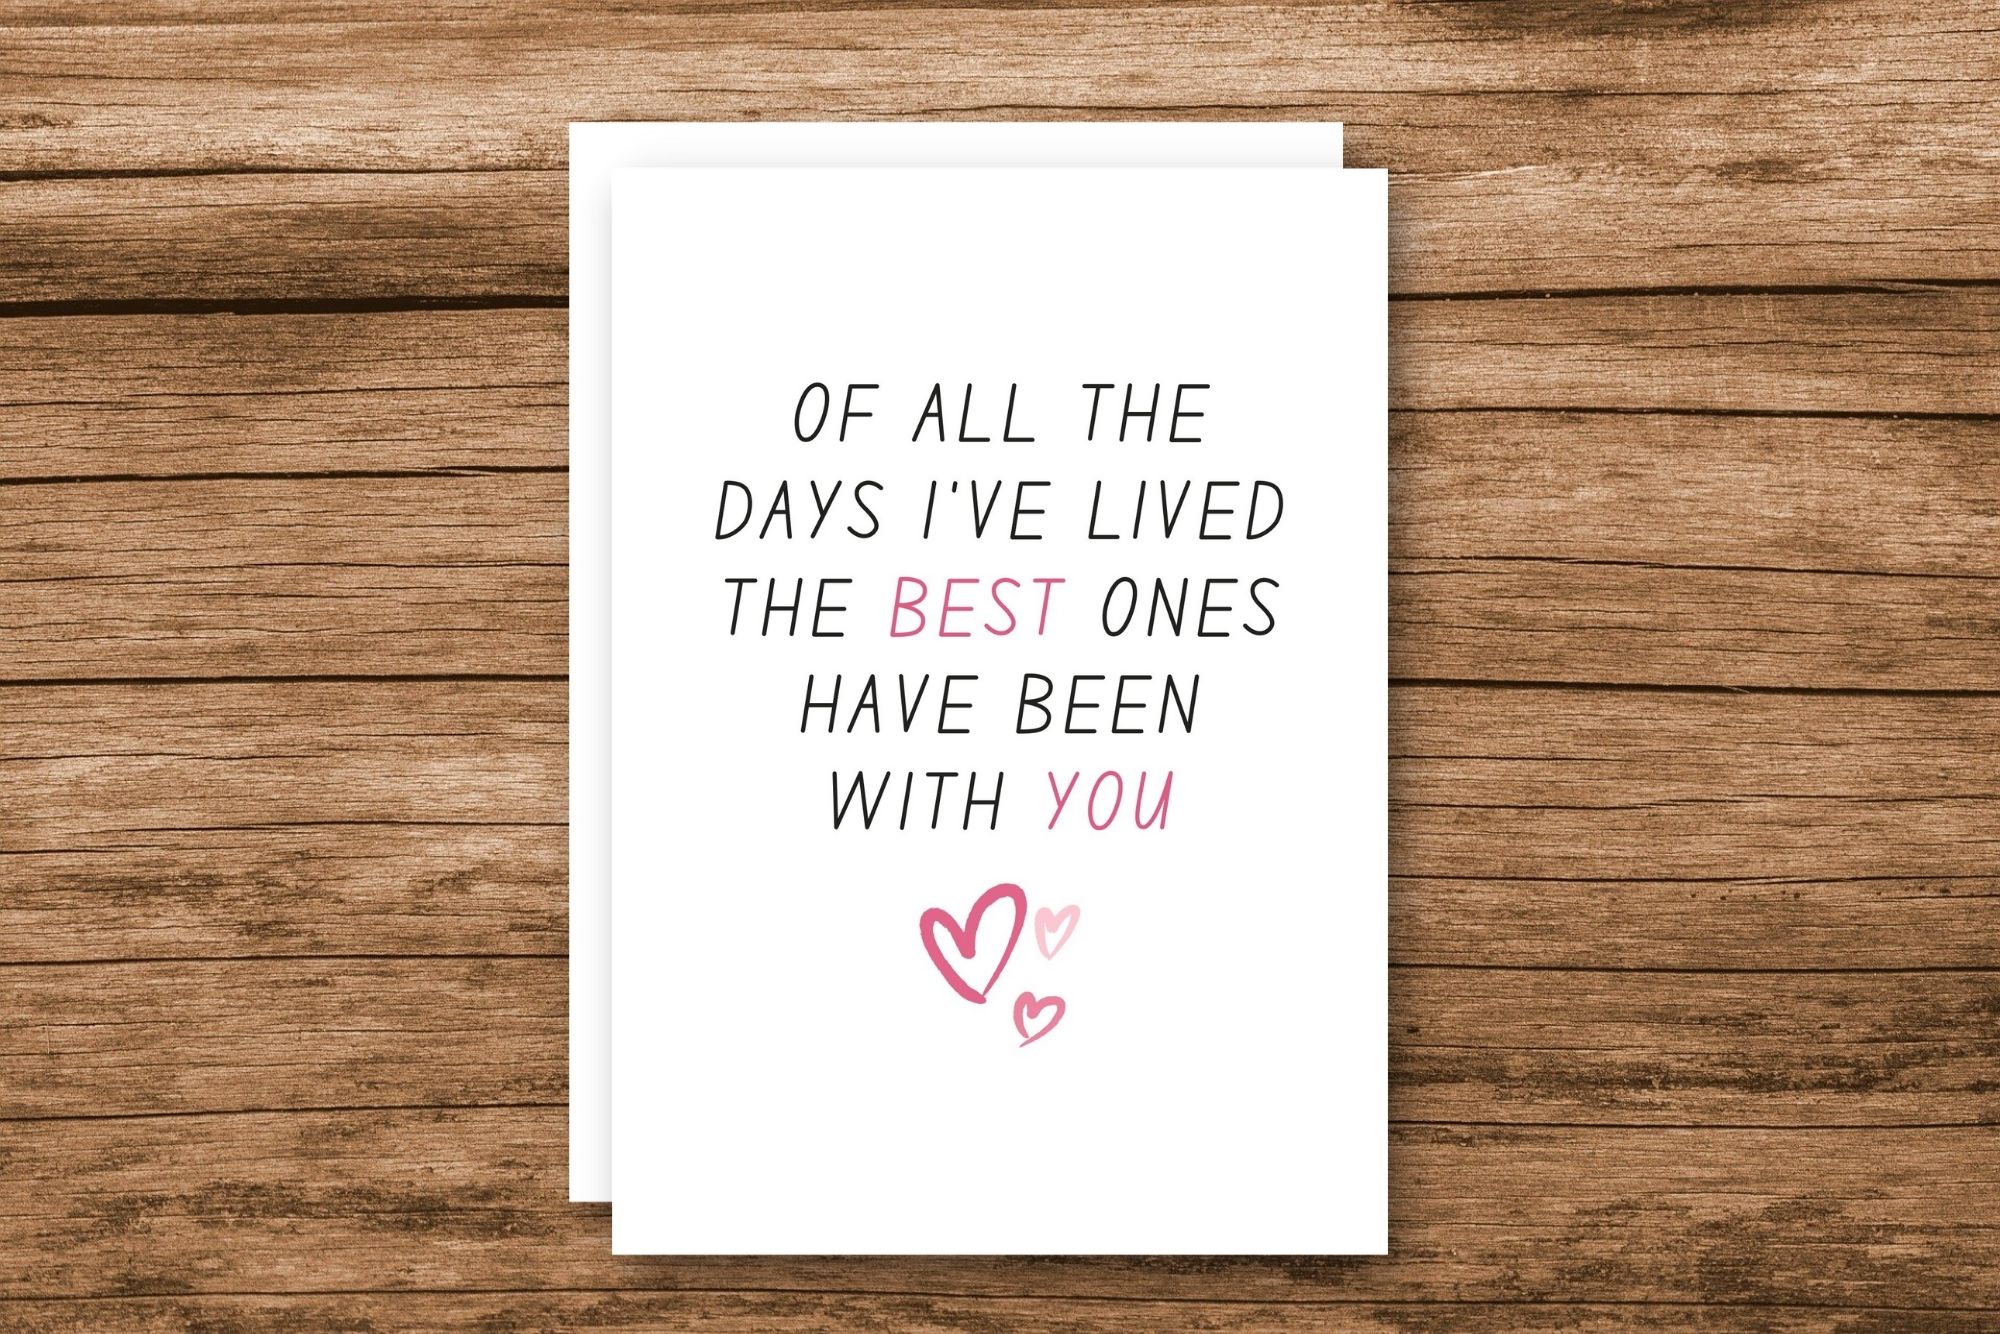 OF ALL THE
DAYS I'VE LIVED
THE BEST ONES
HAVE BEEN
WITH YOU